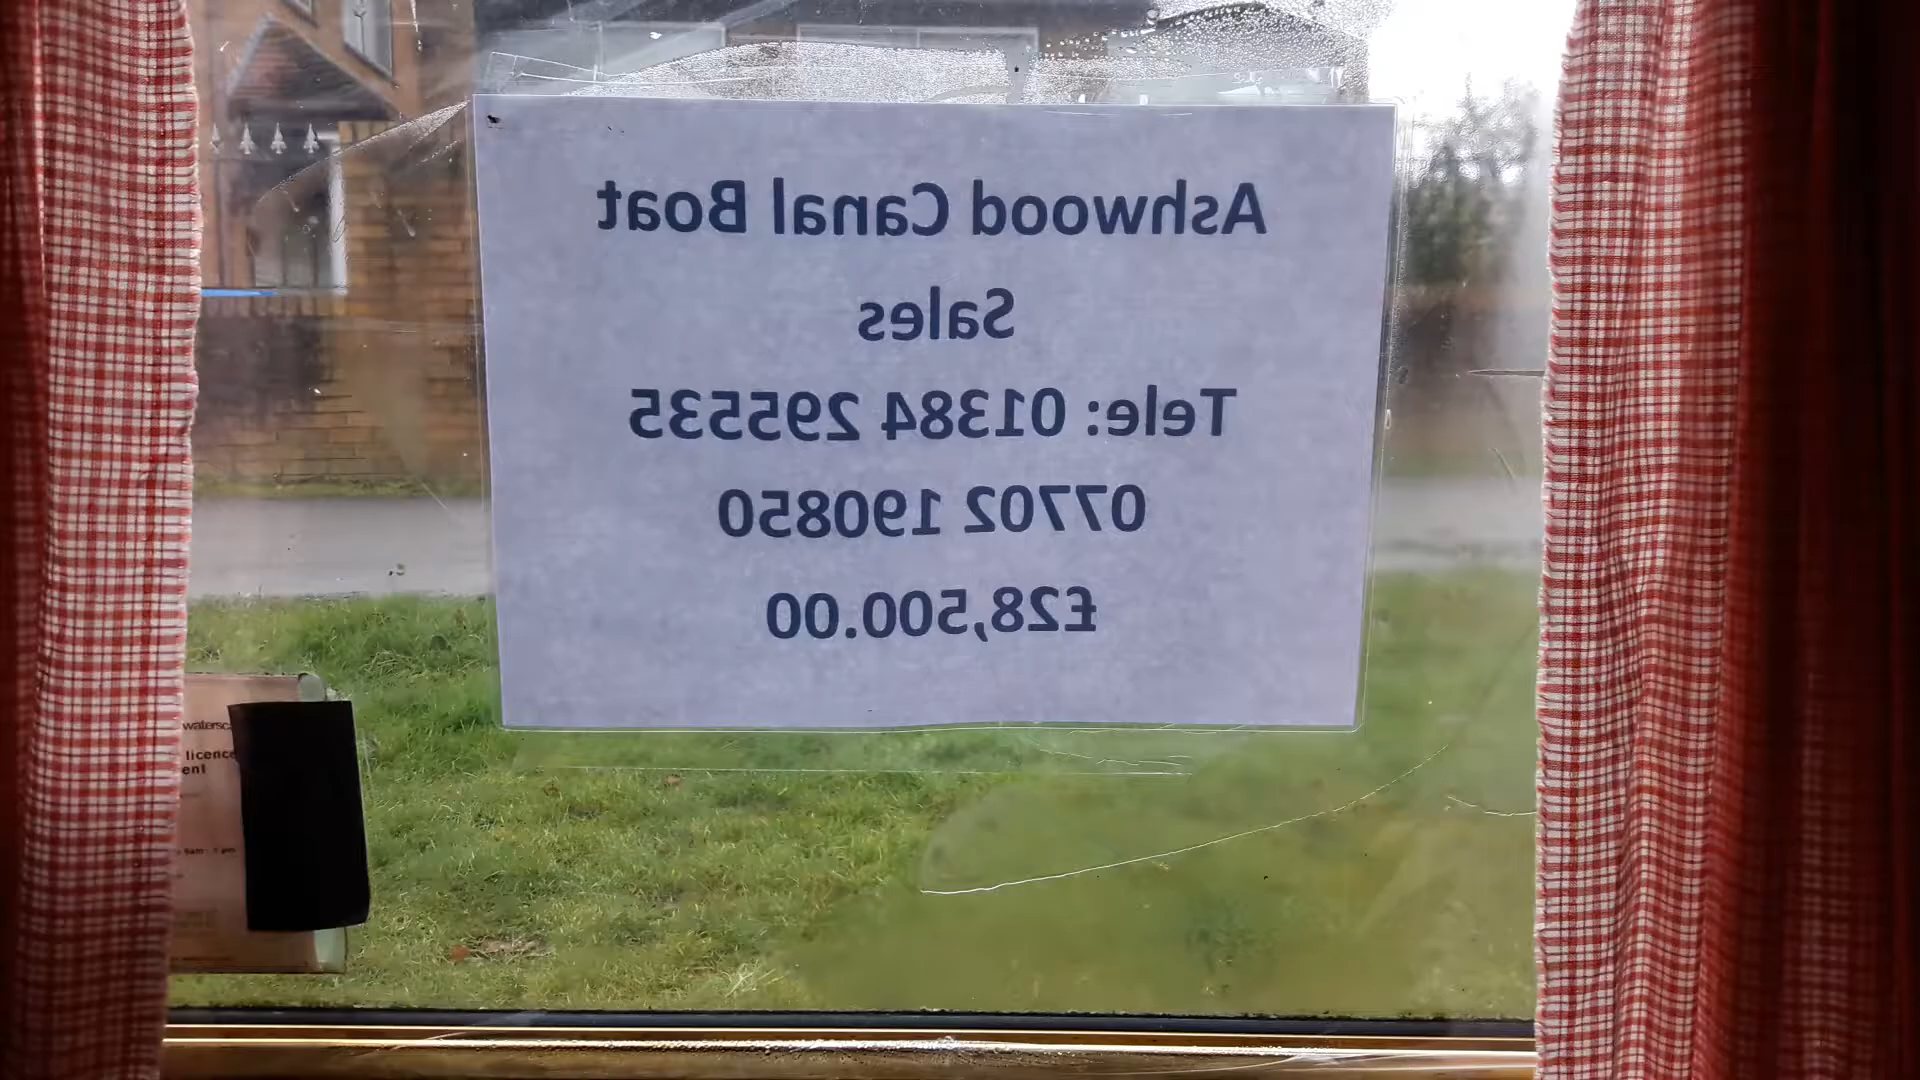 Ashwood Canal Boat
Sales
Tele: 01384 295535
07702 190850
£28,500.00
licence